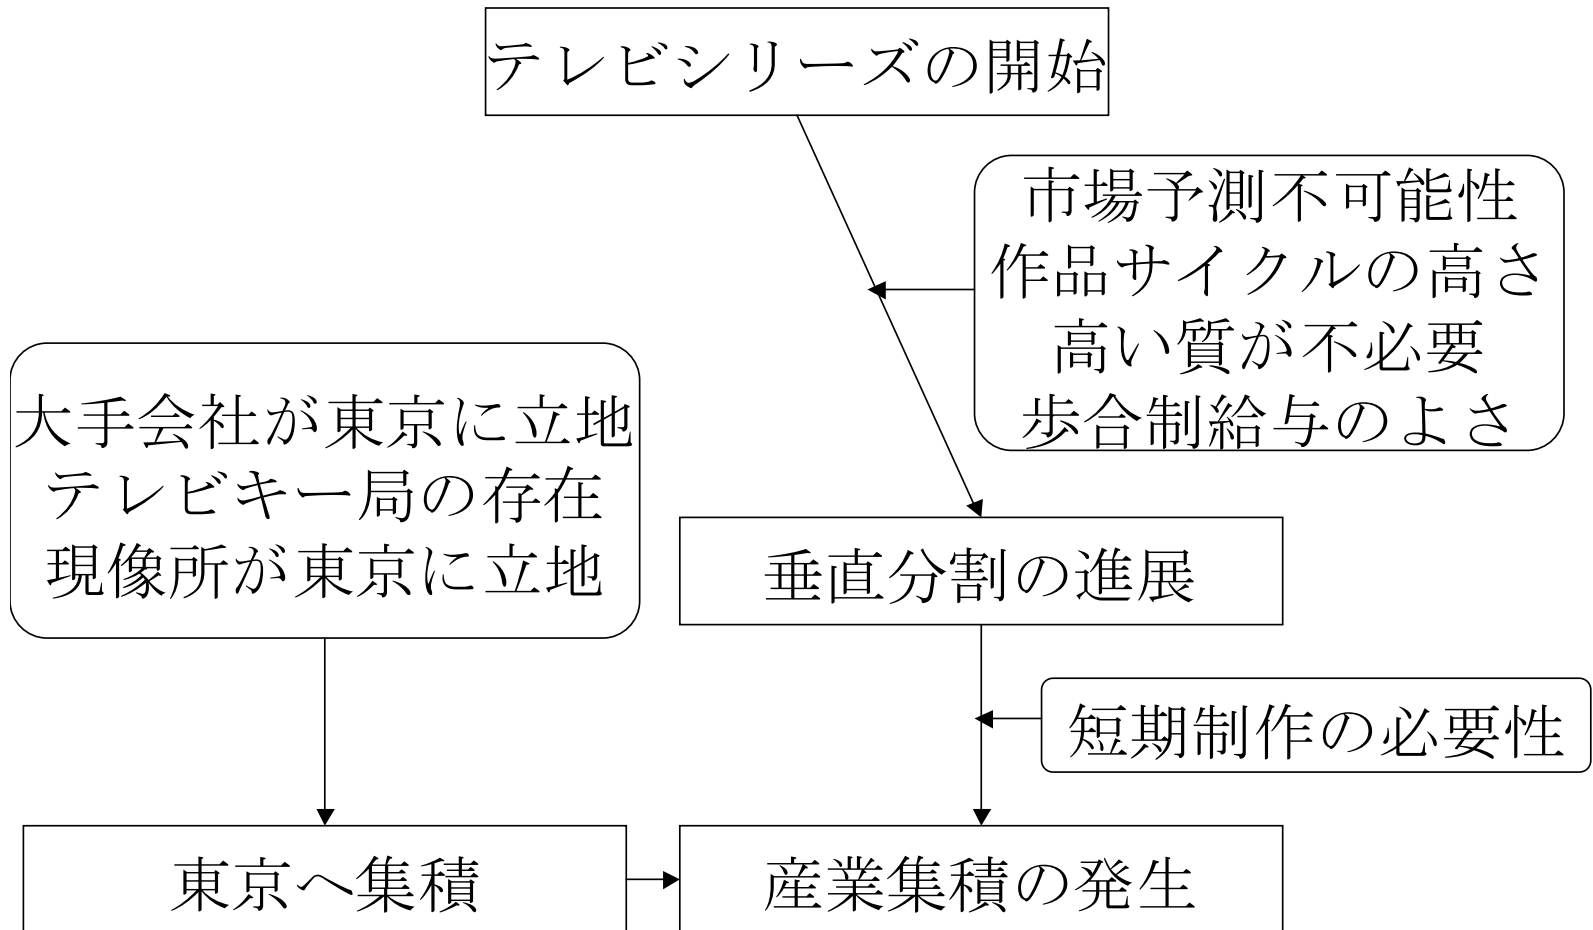 テレビシリーズの開始
市場予測不可能性
作品サイクルの高さ
高い質が不必要
歩合制給与のよさ
大手会社が東京に立地
テレビキー局の存在
現像所が東京に立地
垂直分割の進展
短期制作の必要性
東京へ集積
産業集積の発生